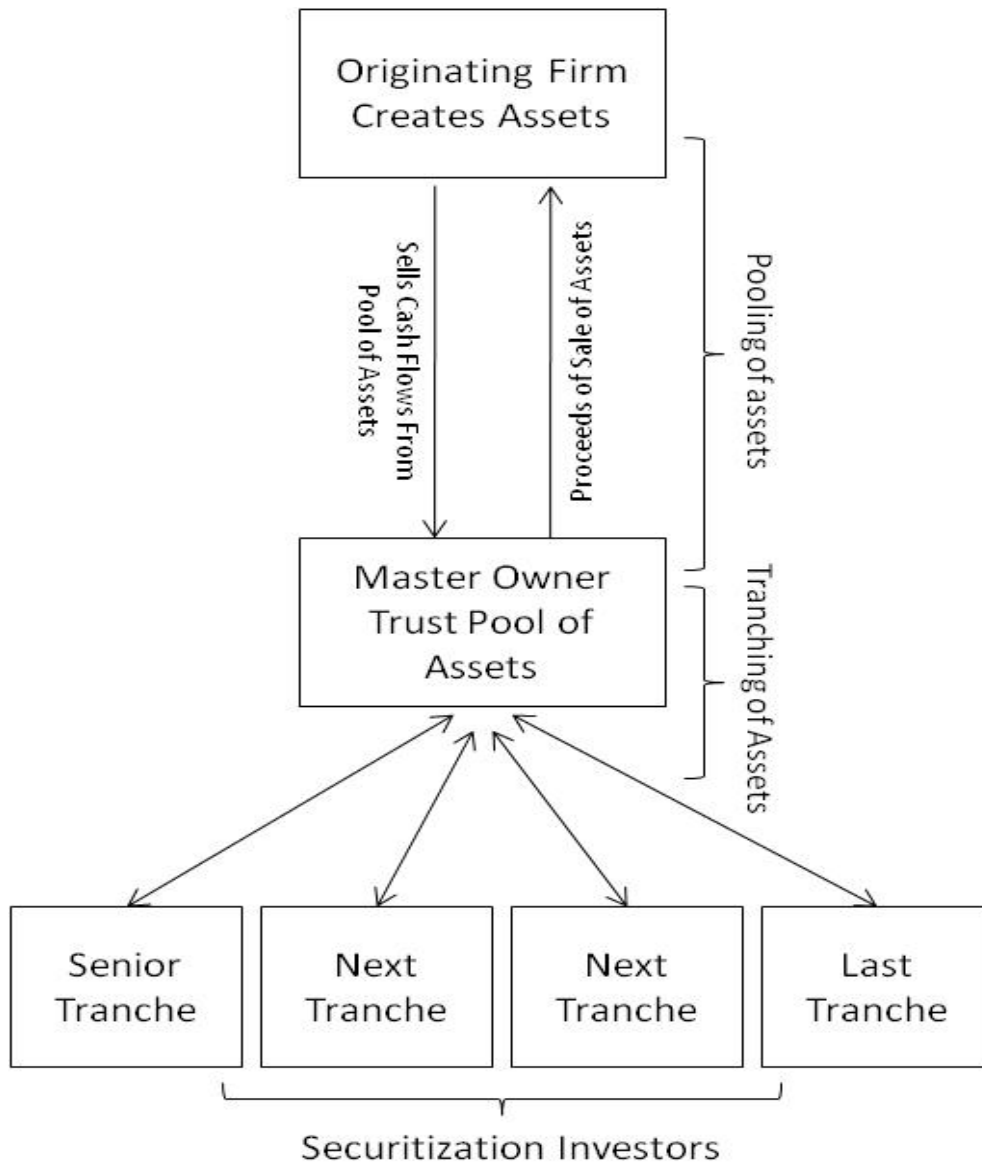 Originating Firm
Creates Assets
Sells Cash Flows From
Pool of Assets
Proceeds of Sale of Assets
Pooling of assets
Master Owner
Trust Pool of
Assets
Tranching of Assets
Senior
Tranche
Next
Tranche
Next
Tranche
Last
Tranche
Securitization Investors